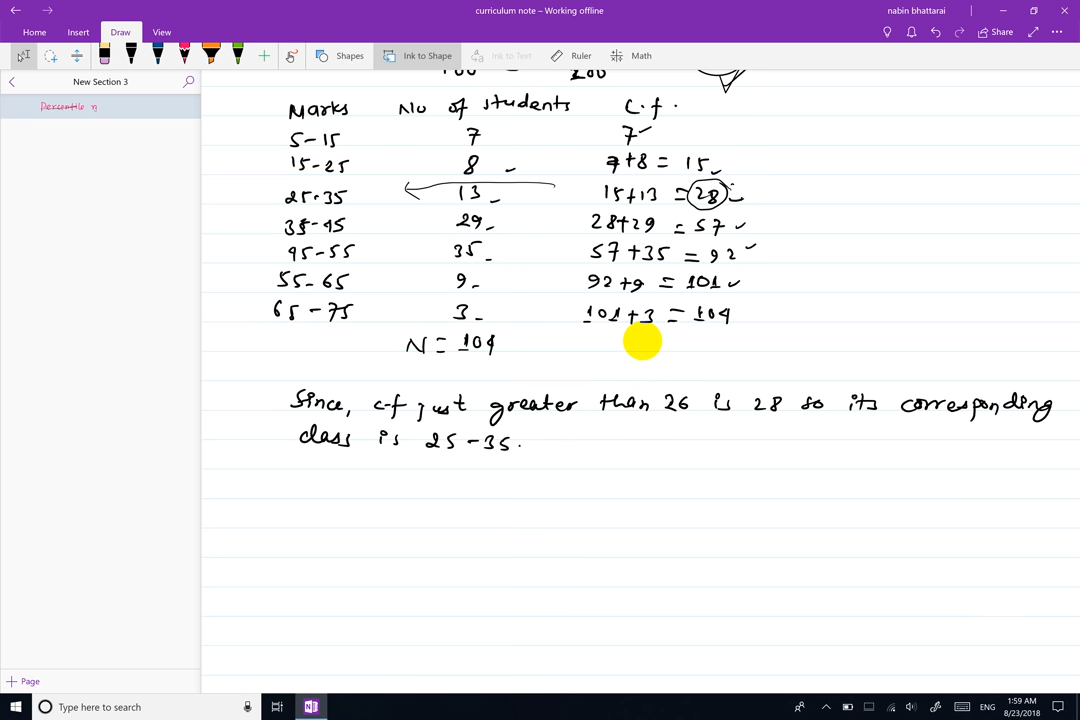 curriculum note – Working offline
nabin bhattarai
Home Insert Draw View
Share
Shapes Ink to Shape Ink to Text Ruler Math
New Section 3
Percentile
100 200
Marks No of students c.f.
5-15 7 7
15-25 8 7+8 = 15
25-35 13 15+13 = 28
35-45 29 28+29 = 57
45-55 35 57+35 = 92
55-65 9 92+9 = 101
65-75 3 101+3 = 104
N = 104
Since, c.f just greater than 26 is 28 so its corresponding
class is 25-35.
+ Page
Type here to search
ENG
1:59 AM
8/23/2018